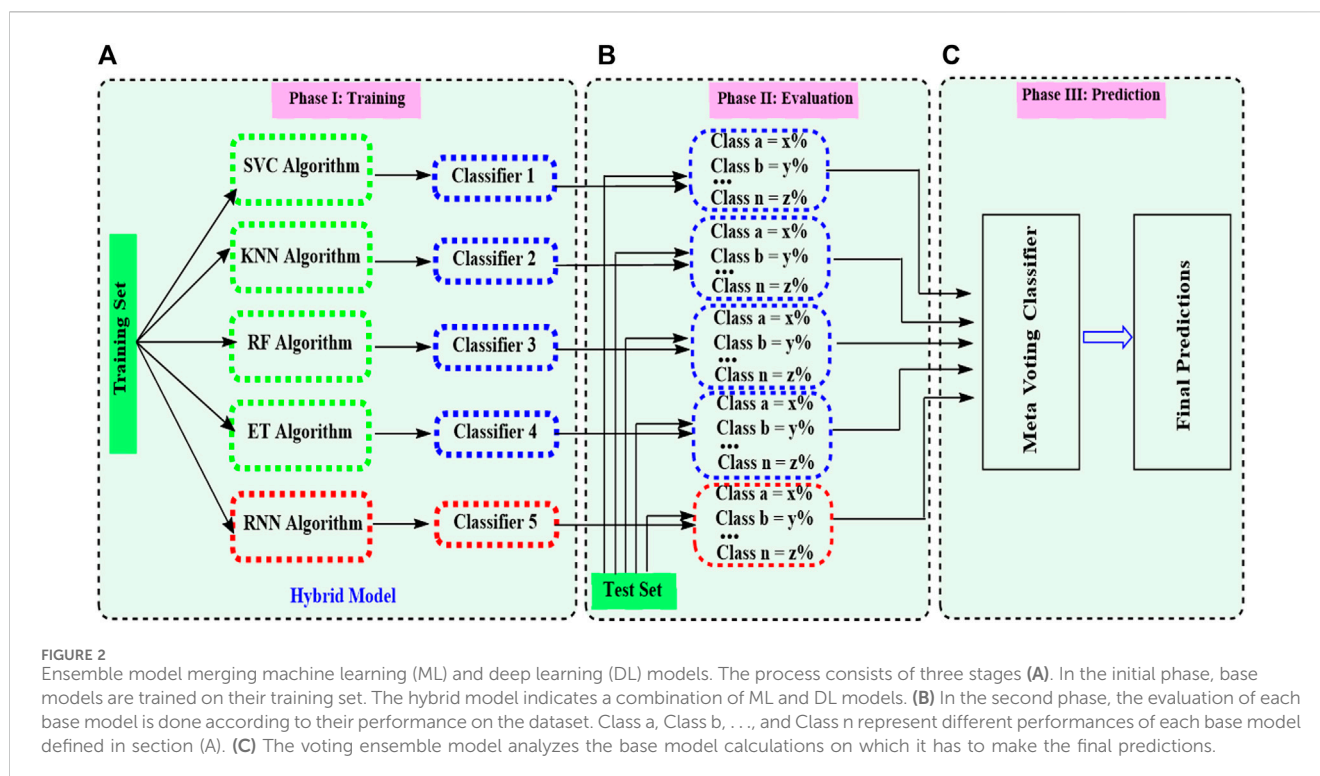 A
B
C
Phase I: Training
Phase II: Evaluation
Phase III: Prediction
Training Set
SVC Algorithm
KNN Algorithm
RF Algorithm
ET Algorithm
RNN Algorithm
Classifier 1
Classifier 2
Classifier 3
Classifier 4
Classifier 5
Hybrid Model
Class a = x%
Class b = y%
...
Class n = z%
Class a = x%
Class b = y%
...
Class n = z%
Class a = x%
Class b = y%
...
Class n = z%
Class a = x%
Class b = y%
...
Class n = z%
Class a = x%
Class b = y%
...
Class n = z%
Test Set
Meta Voting Classifier
Final Predictions
FIGURE 2
Ensemble model merging machine learning (ML) and deep learning (DL) models. The process consists of three stages (A). In the initial phase, base
models are trained on their training set. The hybrid model indicates a combination of ML and DL models. (B) In the second phase, the evaluation of each
base model is done according to their performance on the dataset. Class a, Class b, . . ., and Class n represent different performances of each base model
defined in section (A). (C) The voting ensemble model analyzes the base model calculations on which it has to make the final predictions.